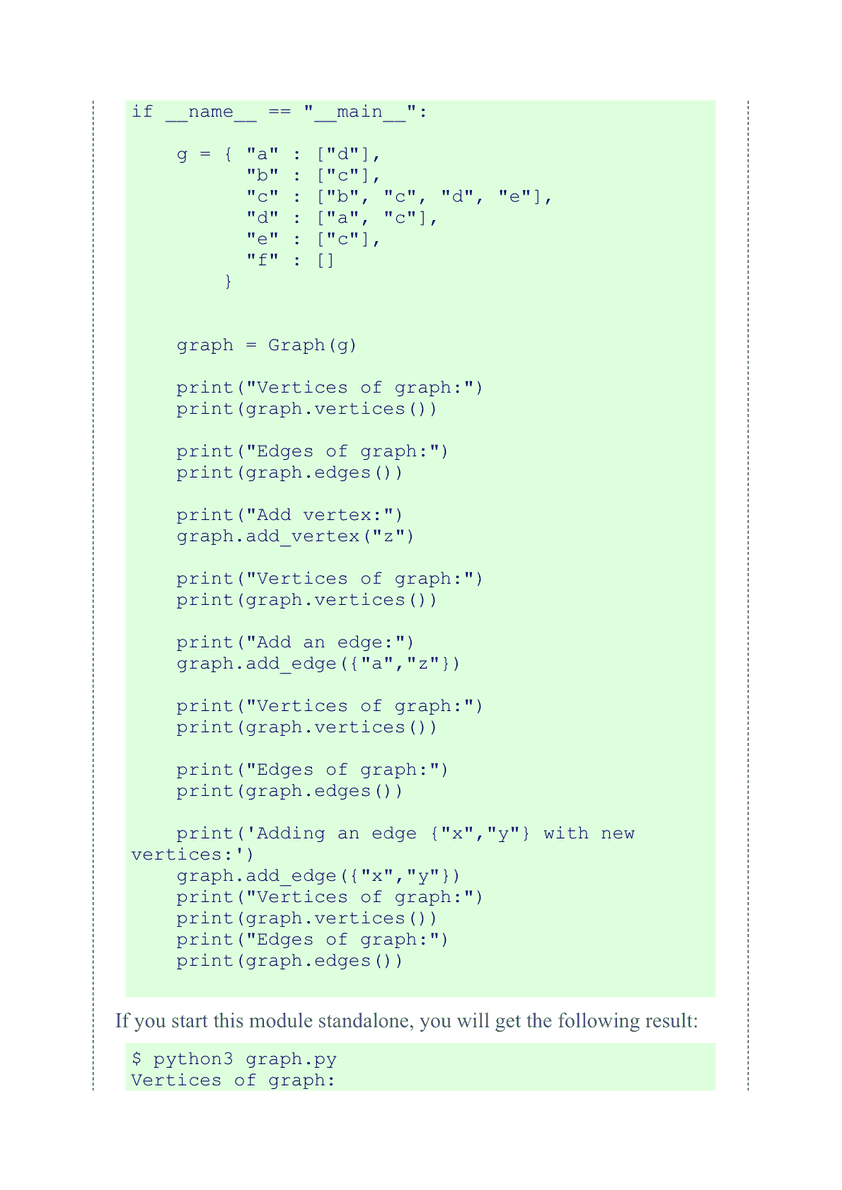 if __name__ == "__main__":
    g = { "a" : ["d"],
          "b" : ["c"],
          "c" : ["b", "c", "d", "e"],
          "d" : ["a", "c"],
          "e" : ["c"],
          "f" : []
        }
    graph = Graph(g)
    print("Vertices of graph:")
    print(graph.vertices())
    print("Edges of graph:")
    print(graph.edges())
    print("Add vertex:")
    graph.add_vertex("z")
    print("Vertices of graph:")
    print(graph.vertices())
    print("Add an edge:")
    graph.add_edge({"a","z"})
    print("Vertices of graph:")
    print(graph.vertices())
    print("Edges of graph:")
    print(graph.edges())
    print('Adding an edge {"x","y"} with new
vertices:')
    graph.add_edge({"x","y"})
    print("Vertices of graph:")
    print(graph.vertices())
    print("Edges of graph:")
    print(graph.edges())
If you start this module standalone, you will get the following result:
$ python3 graph.py
Vertices of graph: